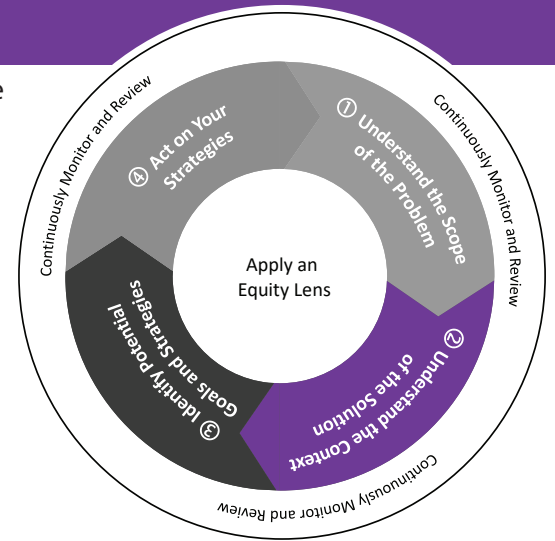 e
Continuously Monitor and Review
Continuously Monitor and Review
① Understand the Scope
of the Problem
② Understand the Context
of the Solution
③ Identify Potential
Goals and Strategies
④ Act on Your
Strategies
Apply an
Equity Lens
Continuously Monitor and Review